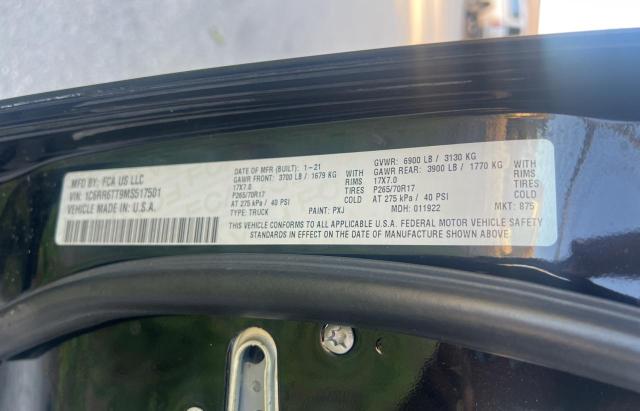 MFD BY: FCA US LLC
VIN: 1C6RR6TT9MS517501
VEHICLE MADE IN: U.S.A.
DATE OF MFR (BUILT): 1-21
GAWR FRONT: 3700 LB / 1679 KG
17X7.0 WITH
P265/70R17 RIMS
TIRES
AT 275 kPa / 40 PSI
TYPE: TRUCK PAINT: PXJ
GVWR: 6900 LB / 3130 KG
GAWR REAR: 3900 LB / 1770 KG
17X7.0 WITH
P265/70R17 RIMS
TIRES
AT 275 kPa / 40 PSI
MDH: 011922 MKT: 875
THIS VEHICLE CONFORMS TO ALL APPLICABLE U.S.A. FEDERAL MOTOR VEHICLE SAFETY
STANDARDS IN EFFECT ON THE DATE OF MANUFACTURE SHOWN ABOVE